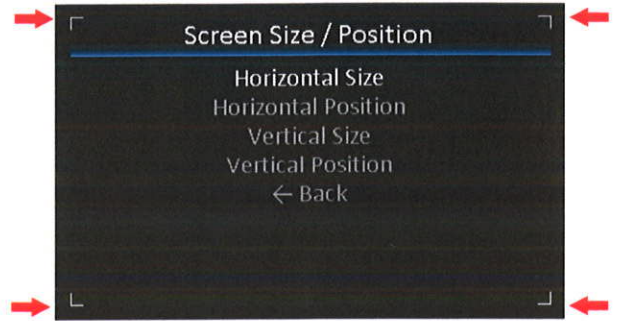 Screen Size / Position
Horizontal Size
Horizontal Position
Vertical Size
Vertical Position
← Back